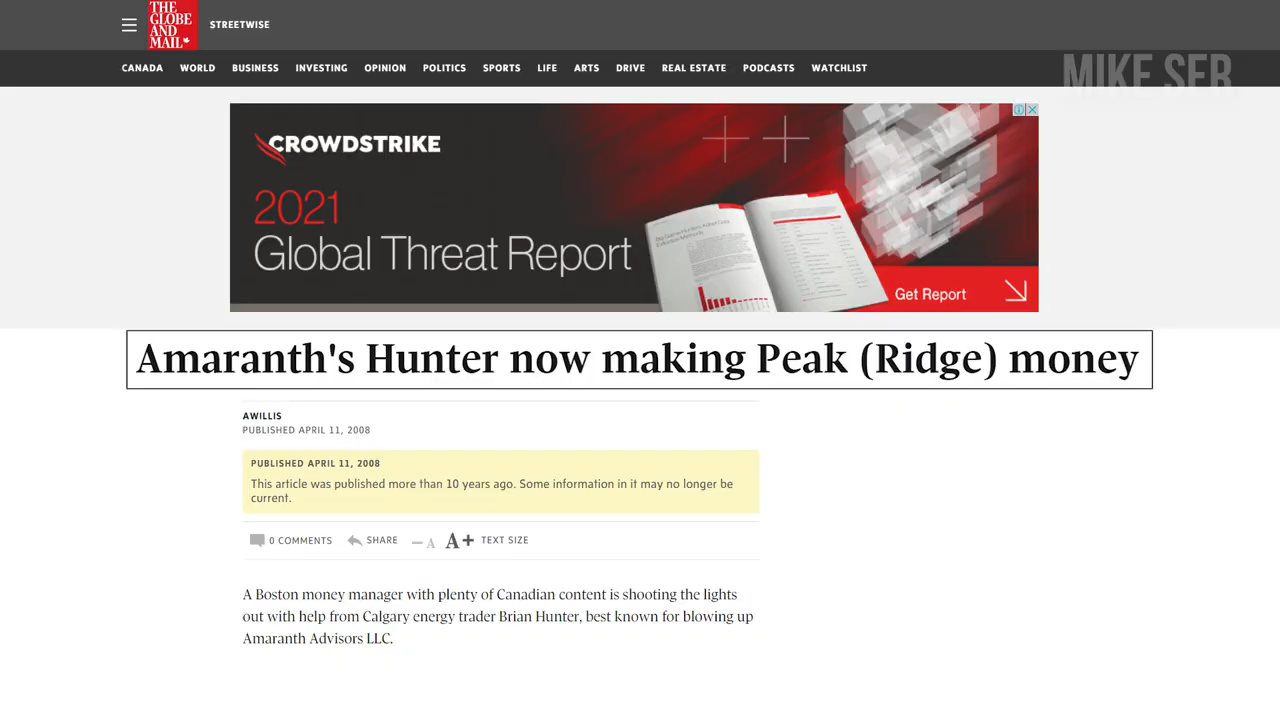 THE
GLOBE
AND
MAIL
STREETWISE
CANADA WORLD BUSINESS INVESTING OPINION POLITICS SPORTS LIFE ARTS DRIVE REAL ESTATE PODCASTS WATCHLIST
MIKE SER
CROWDSTRIKE
2021
Global Threat Report
Get Report
Amaranth's Hunter now making Peak (Ridge) money
AWILLIS
PUBLISHED APRIL 11, 2008
PUBLISHED APRIL 11, 2008
This article was published more than 10 years ago. Some information in it may no longer be
current.
0 COMMENTS SHARE — A A+ TEXT SIZE
A Boston money manager with plenty of Canadian content is shooting the lights
out with help from Calgary energy trader Brian Hunter, best known for blowing up
Amaranth Advisors LLC.